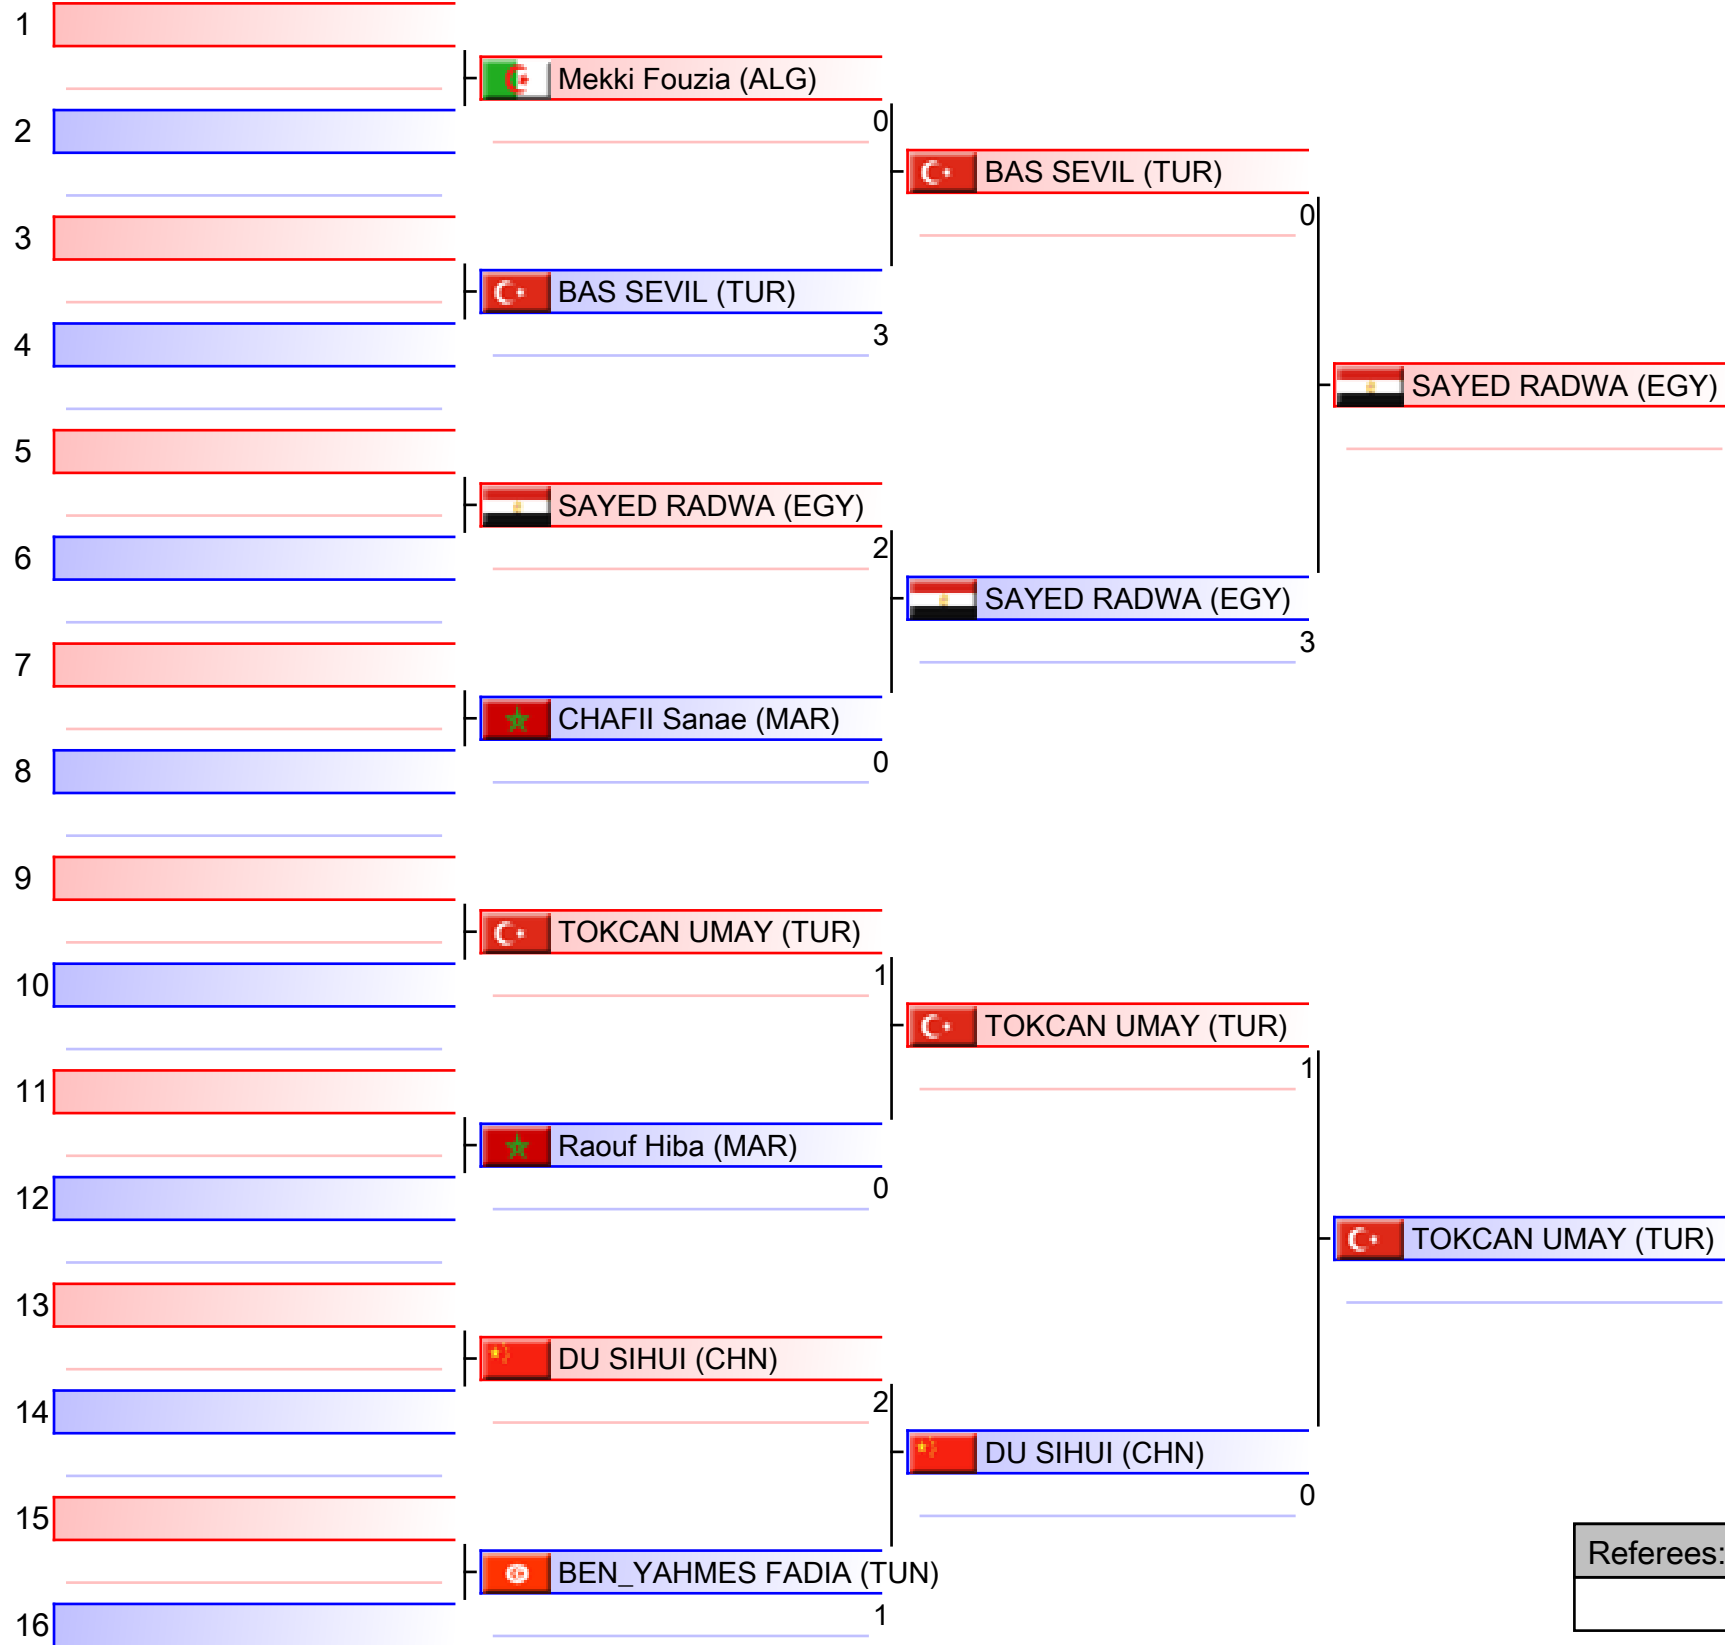 1
Mekki Fouzia (ALG)
0
2
BAS SEVIL (TUR)
0
3
BAS SEVIL (TUR)
3
4
SAYED RADWA (EGY)
5
SAYED RADWA (EGY)
2
6
SAYED RADWA (EGY)
3
7
CHAFII Sanae (MAR)
0
8
9
TOKCAN UMAY (TUR)
1
10
TOKCAN UMAY (TUR)
1
11
Raouf Hiba (MAR)
0
12
TOKCAN UMAY (TUR)
13
DU SIHUI (CHN)
2
14
DU SIHUI (CHN)
0
15
Referees:
BEN_YAHMES FADIA (TUN)
1
16